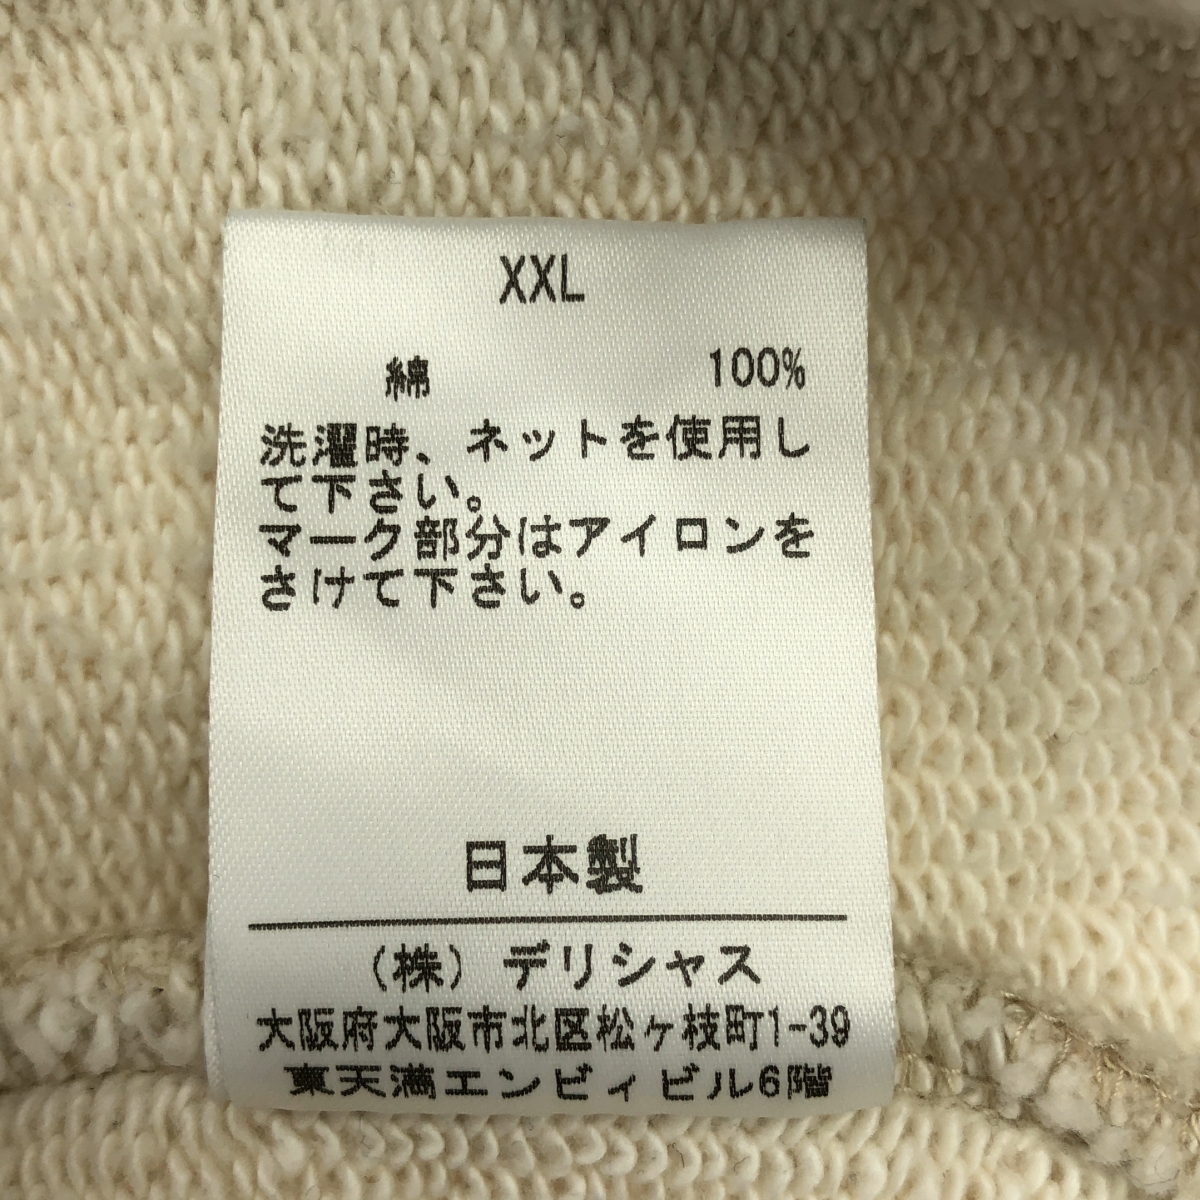 XXL
綿 100%
洗濯時、ネットを使用し
て下さい。
マーク部分はアイロンを
さけて下さい。
日本製
(株) デリシャス
大阪府大阪市北区松ヶ枝町1-39
東天満エンビィビル6階